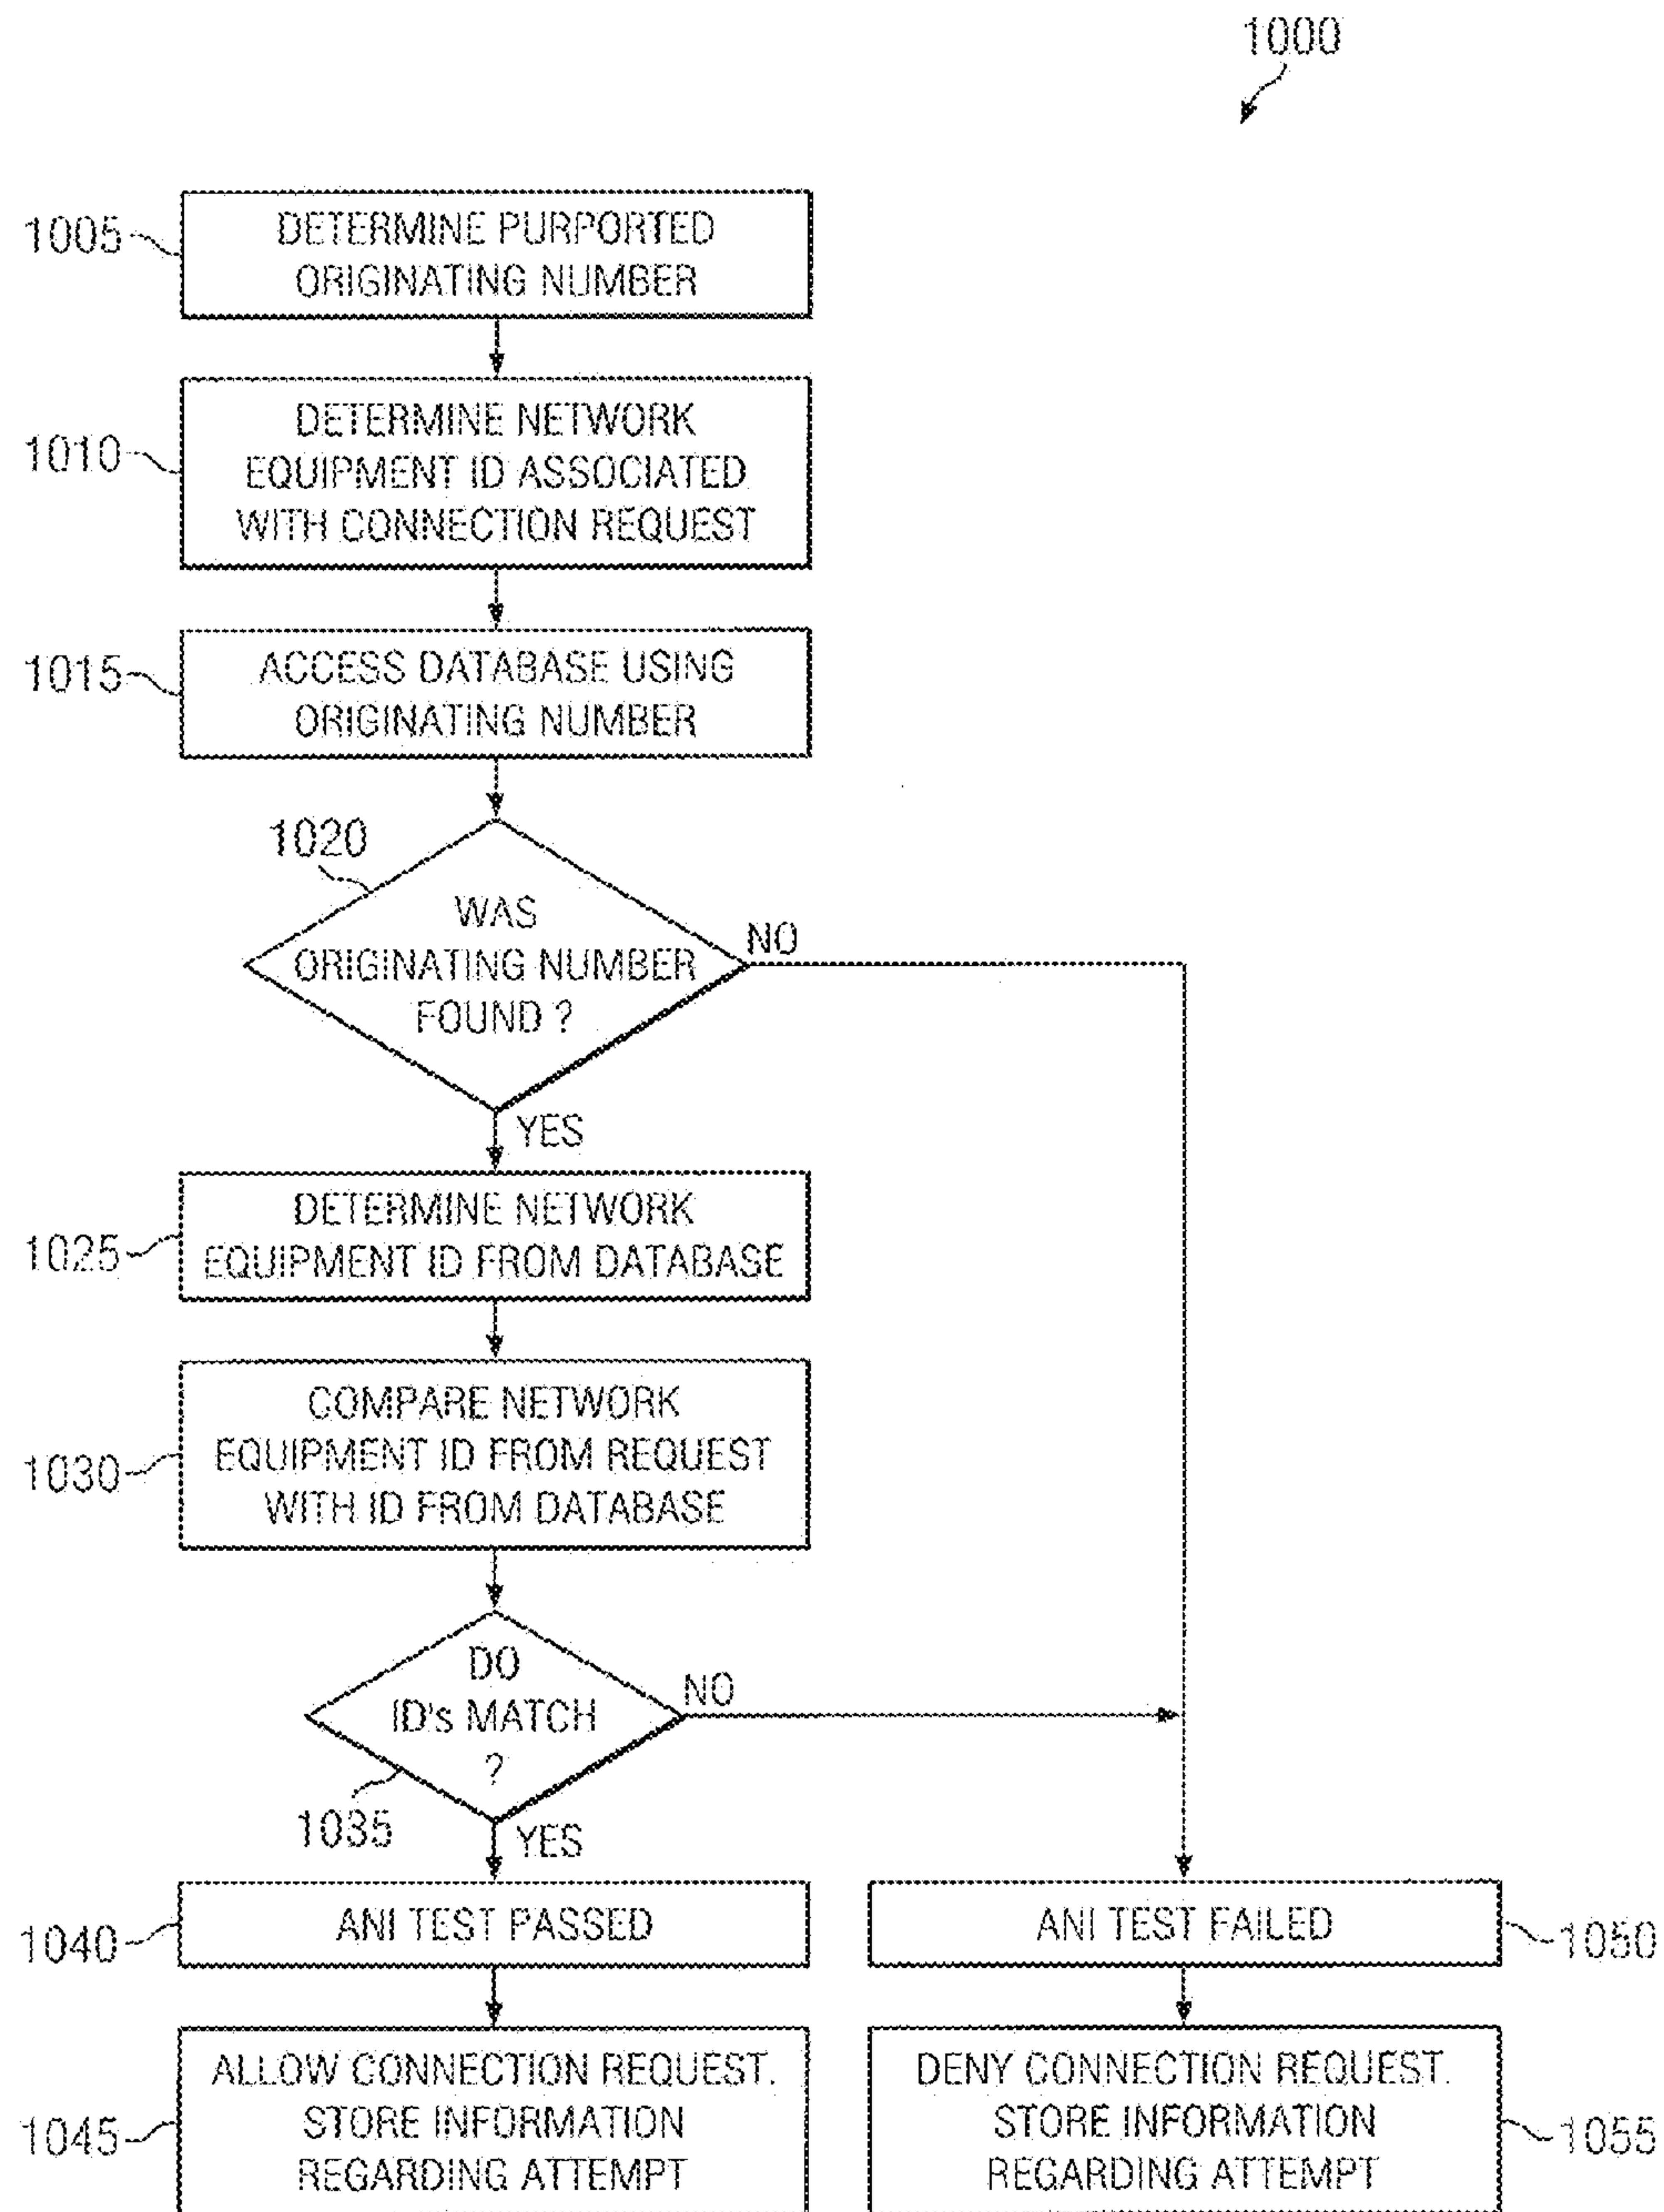 1000
1005
DETERMINE PURPORTED
ORIGINATING NUMBER
1010
DETERMINE NETWORK
EQUIPMENT ID ASSOCIATED
WITH CONNECTION REQUEST
1015
ACCESS DATABASE USING
ORIGINATING NUMBER
1020
WAS
ORIGINATING NUMBER
FOUND ?
NO
YES
1025
DETERMINE NETWORK
EQUIPMENT ID FROM DATABASE
1030
COMPARE NETWORK
EQUIPMENT ID FROM REQUEST
WITH ID FROM DATABASE
DO
ID's MATCH
?
NO
1035
YES
1040
ANI TEST PASSED
ANI TEST FAILED
1050
1045
ALLOW CONNECTION REQUEST.
STORE INFORMATION
REGARDING ATTEMPT
DENY CONNECTION REQUEST.
STORE INFORMATION
REGARDING ATTEMPT
1055